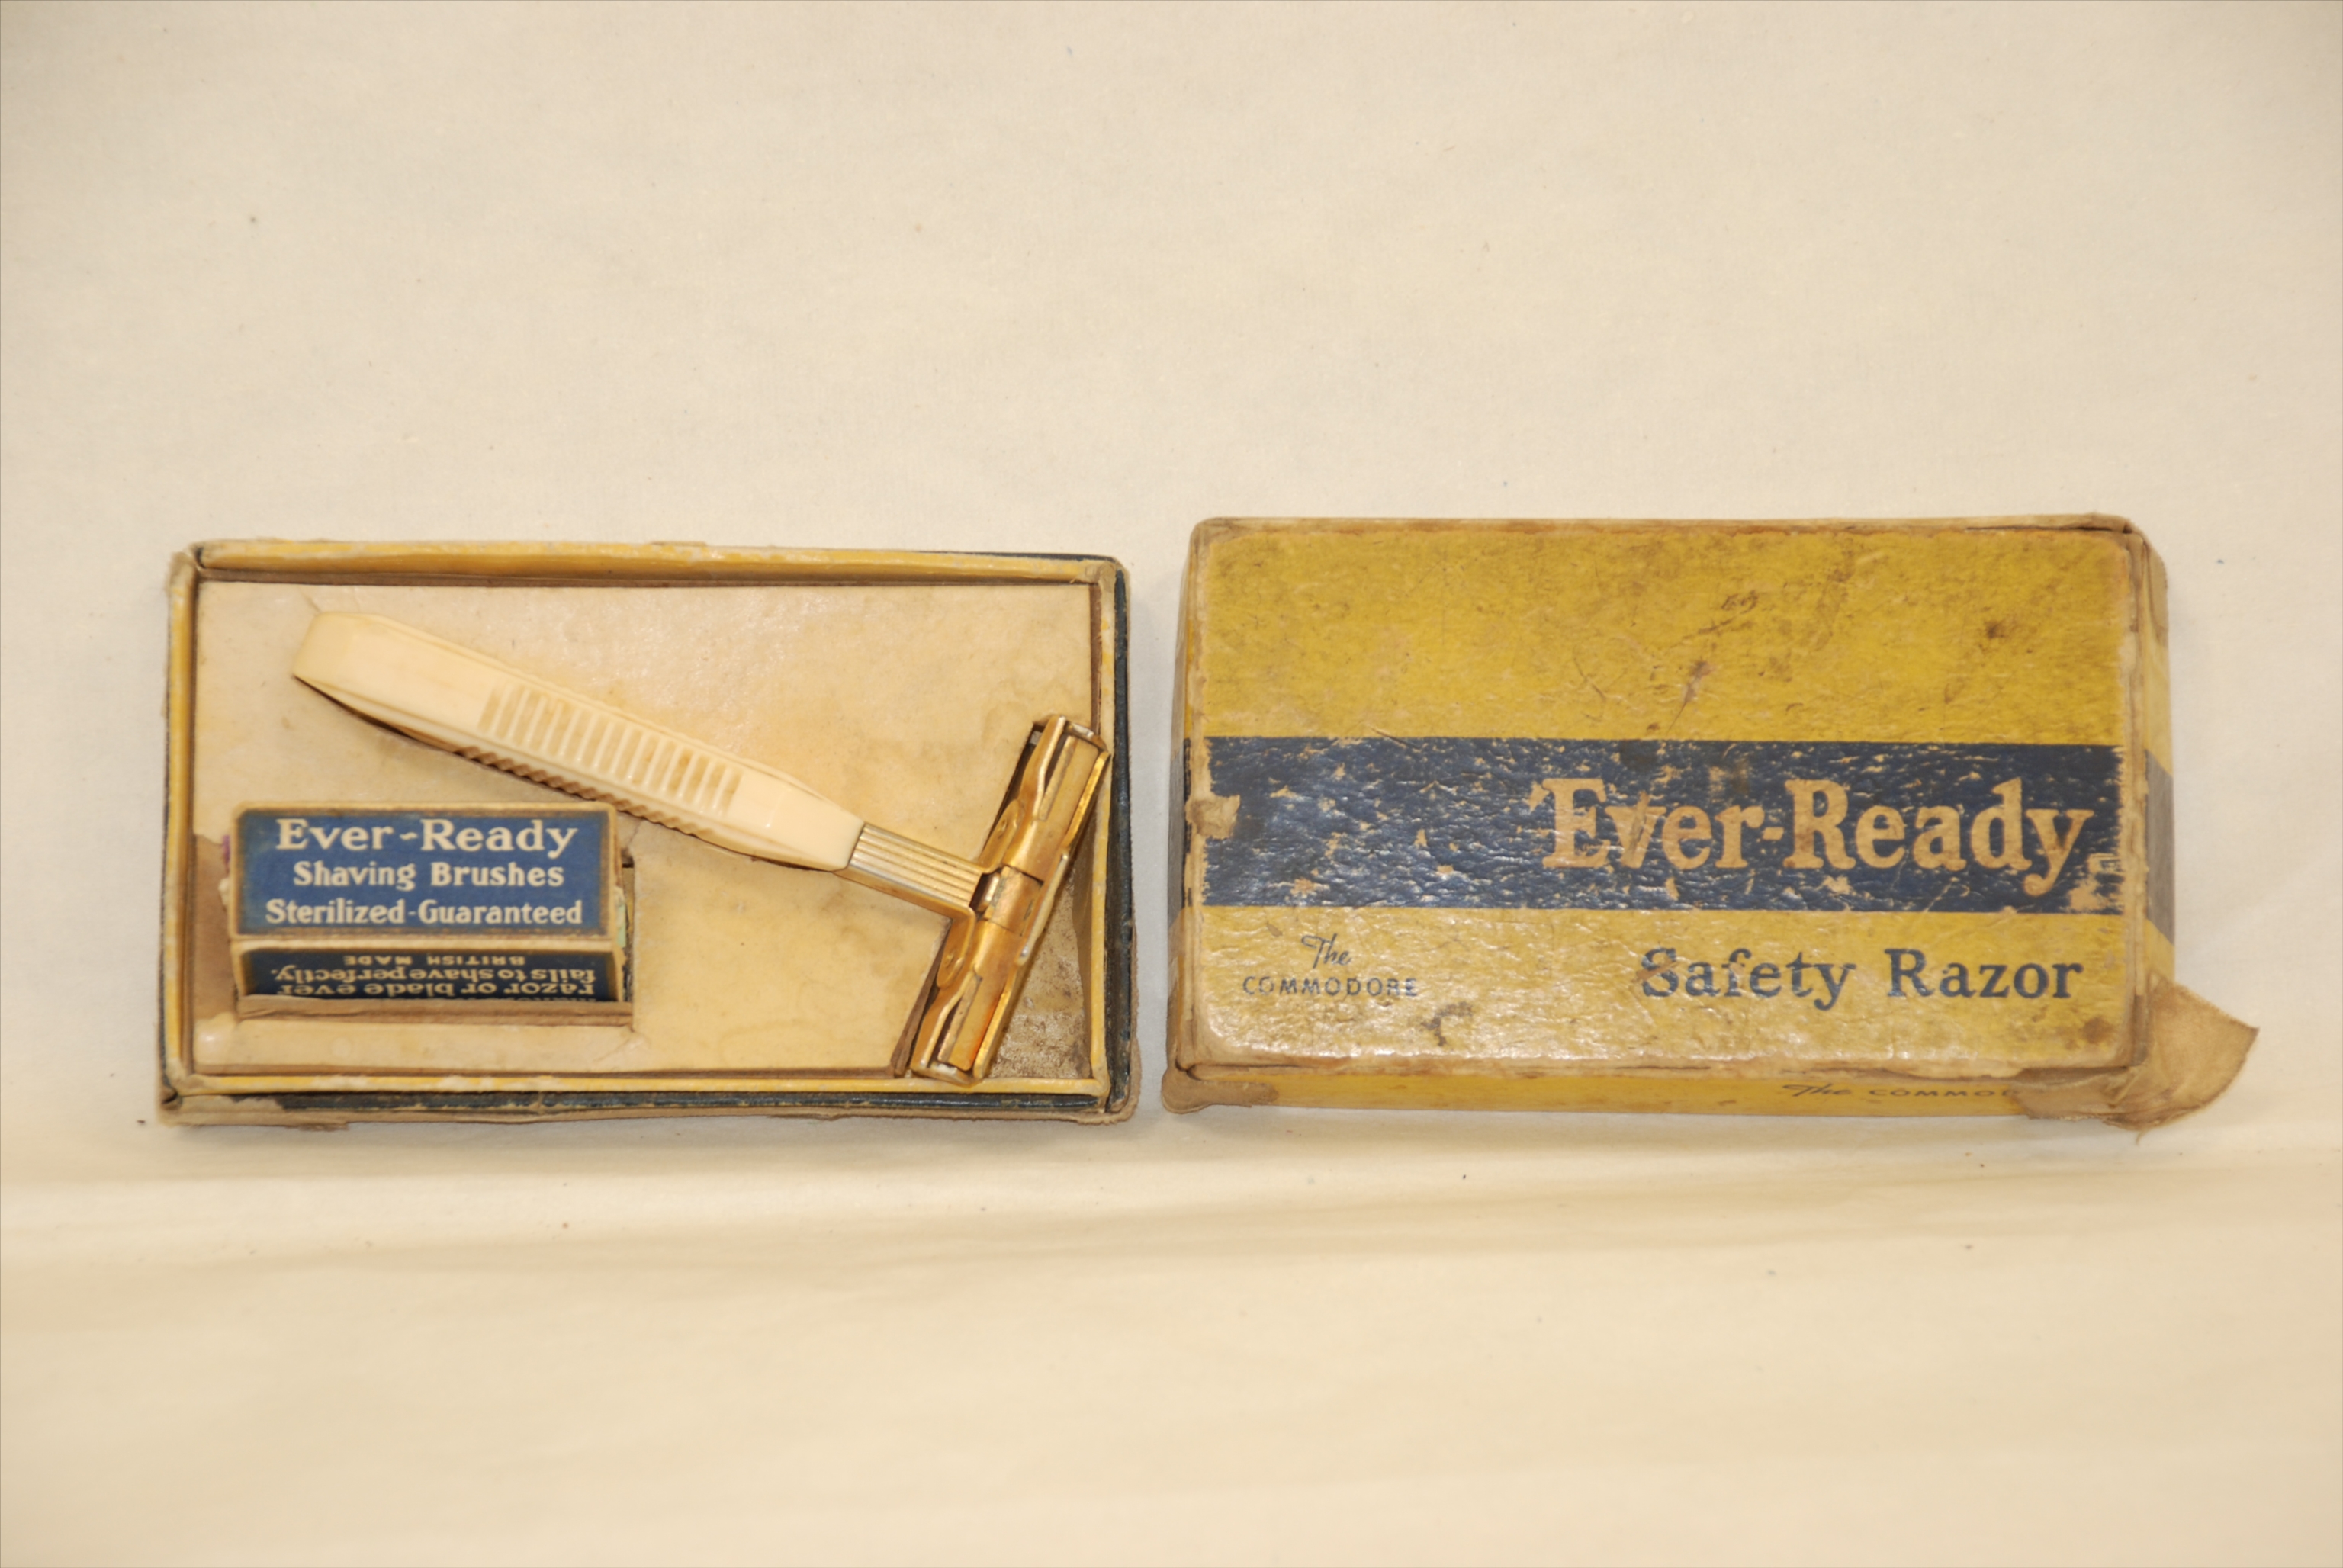 Ever-Ready
Shaving Brushes
Sterilized-Guaranteed
razor or blade ever
fails to shave perfectly.
BRITISH MADE
Ever-Ready
The
COMMODORE
Safety Razor
The COMMO